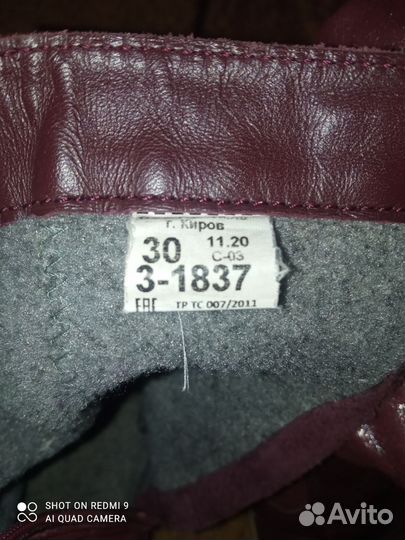 г. Киров
30 11.20
С-03
3-1837
EAC ТР ТС 007/2011
SHOT ON REDMI 9
AI QUAD CAMERA
Avito